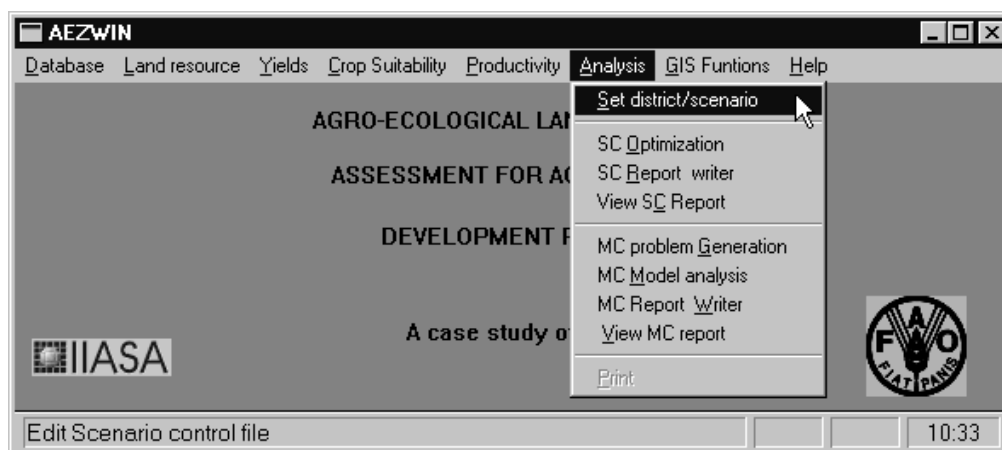 AEZWIN
Database Land resource Yields Crop Suitability Productivity Analysis GIS Funtions Help
Set district/scenario
SC Optimization
SC Report writer
View SC Report
MC problem Generation
MC Model analysis
MC Report Writer
View MC report
Print
AGRO-ECOLOGICAL LAN
ASSESSMENT FOR AG
DEVELOPMENT P
A case study o
IIASA
FAO
FIAT PANIS
Edit Scenario control file 10:33